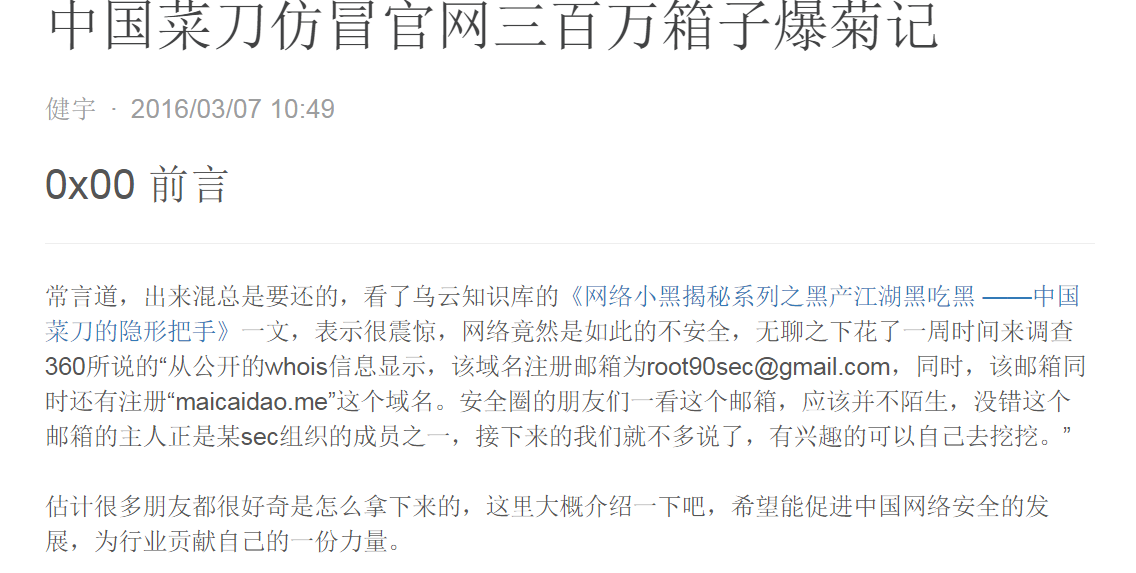 中国菜刀仿冒官网三百万箱子爆菊记
健宇 · 2016/03/07 10:49
0x00 前言
常言道，出来混总是要还的，看了乌云知识库的《网络小黑揭秘系列之黑产江湖黑吃黑 ——中国
菜刀的隐形把手》一文，表示很震惊，网络竟然是如此的不安全，无聊之下花了一周时间来调查
360所说的“从公开的whois信息显示，该域名注册邮箱为root90sec@gmail.com，同时，该邮箱同
时还有注册“maicaidao.me”这个域名。安全圈的朋友们一看这个邮箱，应该并不陌生，没错这个
邮箱的主人正是某sec组织的成员之一，接下来的我们就不多说了，有兴趣的可以自己去挖挖。”
估计很多朋友都很好奇是怎么拿下来的，这里大概介绍一下吧，希望能促进中国网络安全的发
展，为行业贡献自己的一份力量。